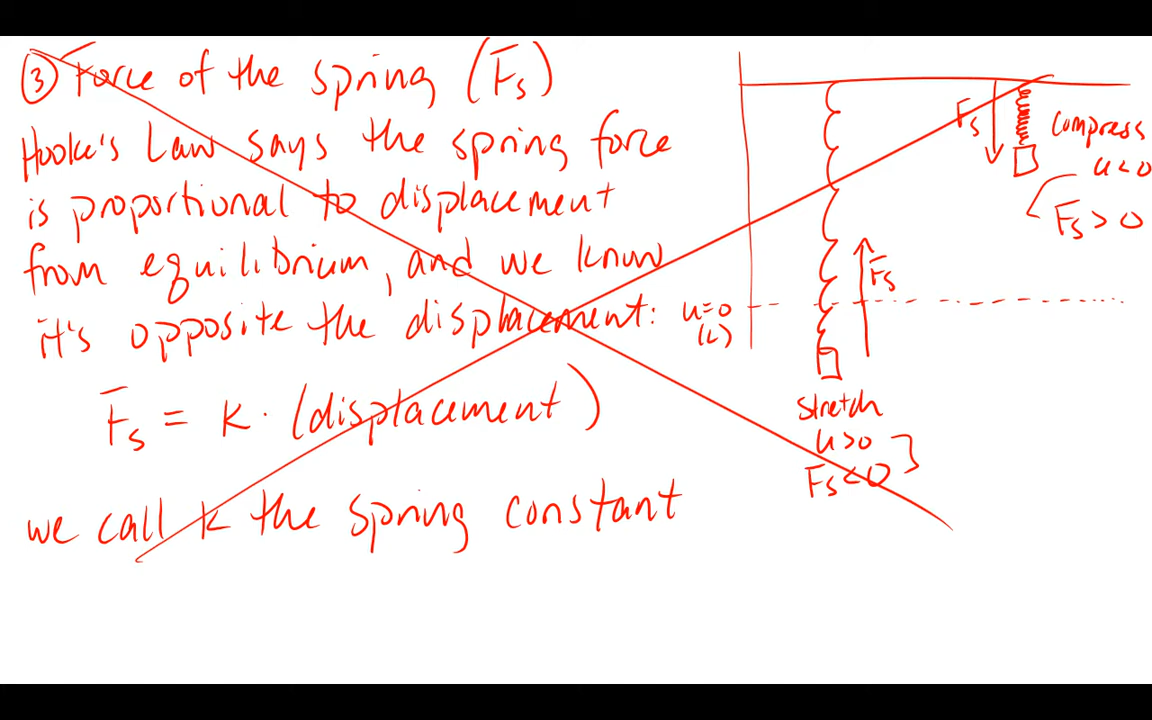 ③ Force of the spring (Fs)
Hooke's Law says the spring force
is proportional to displacement
from equilibrium, and we know
it's opposite the displacement:
Fs = k · (displacement)
we call k the spring constant
Fs
compress
u<0
Fs>0
Fs
u=0
(L)
stretch
u>0
Fs<0